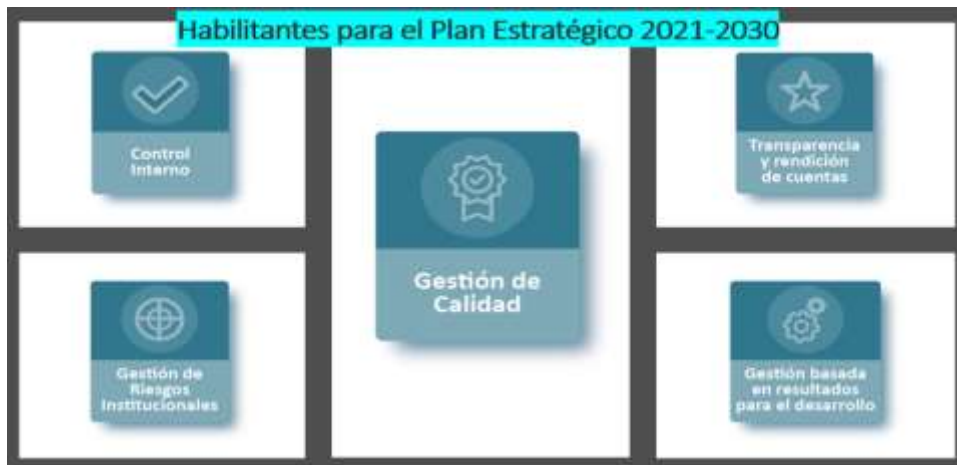 Habilitantes para el Plan Estratégico 2021-2030
Control
Interno
Gestión de
Calidad
Transparencia
y rendición
de cuentas
Gestión de
Riesgos
Institucionales
Gestión basada
en resultados
para el desarrollo